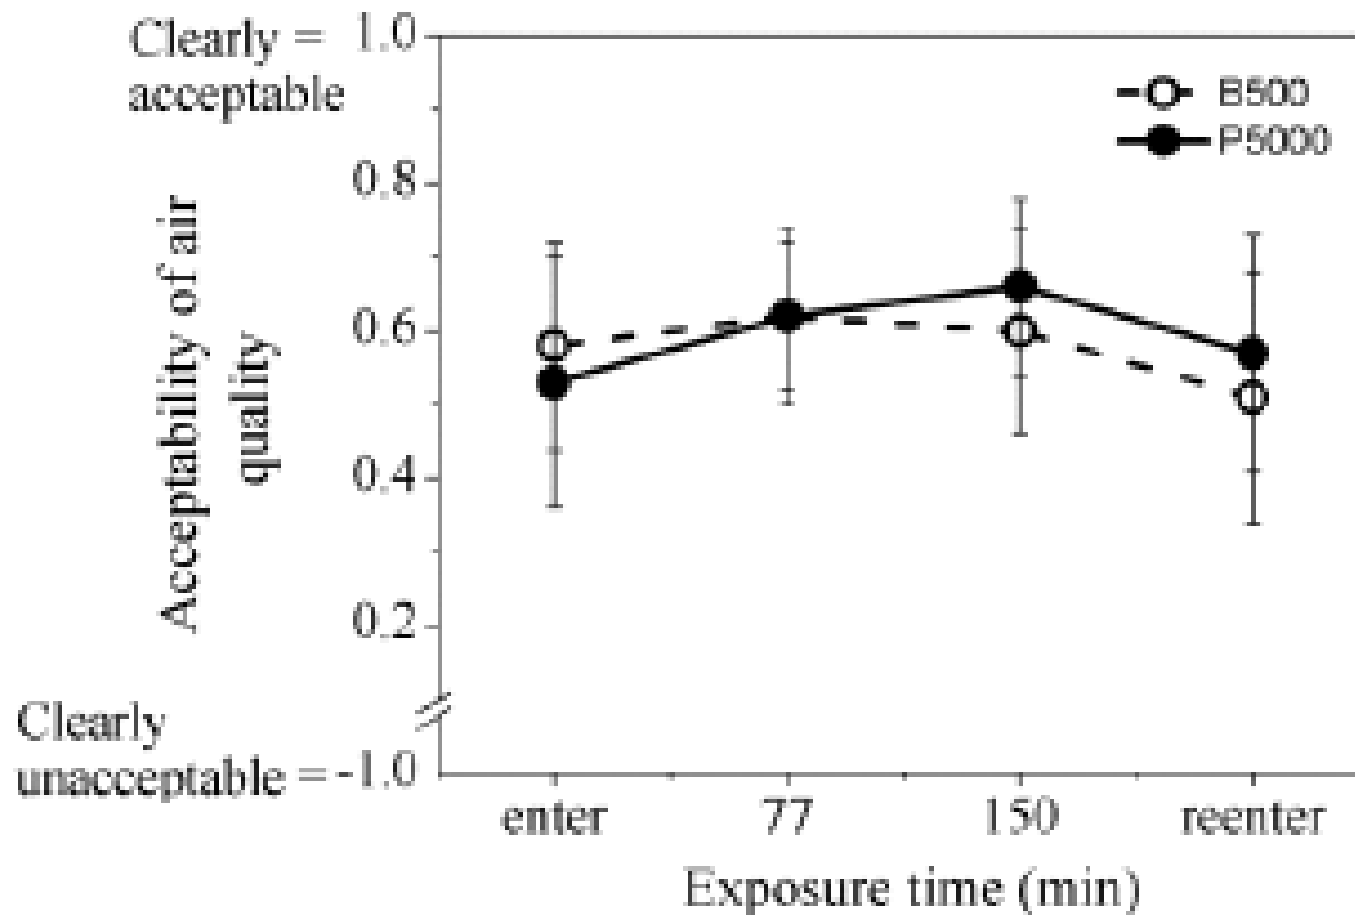 Clearly = 1.0
acceptable
B500
P5000
0.8
0.6
0.4
0.2
Acceptability of air
quality
Clearly
unacceptable = -1.0
enter 77 150 reenter
Exposure time (min)